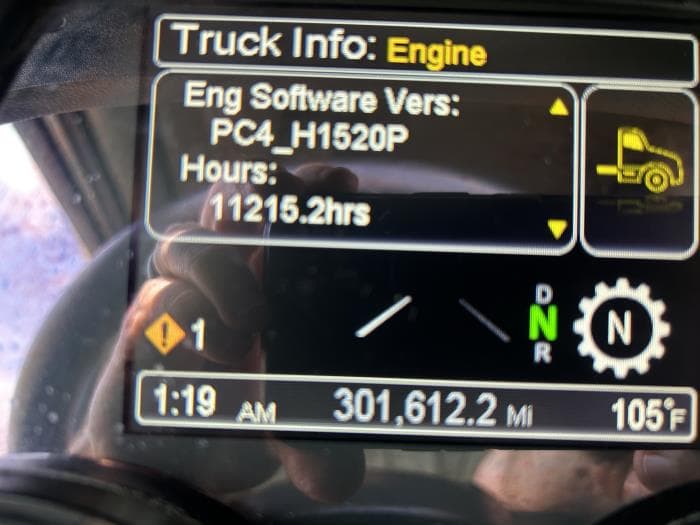 Truck Info: Engine
Eng Software Vers:
PC4_H1520P
Hours:
11215.2hrs
D
N
R
N
! 1
1:19 AM 301,612.2 MI 105°F